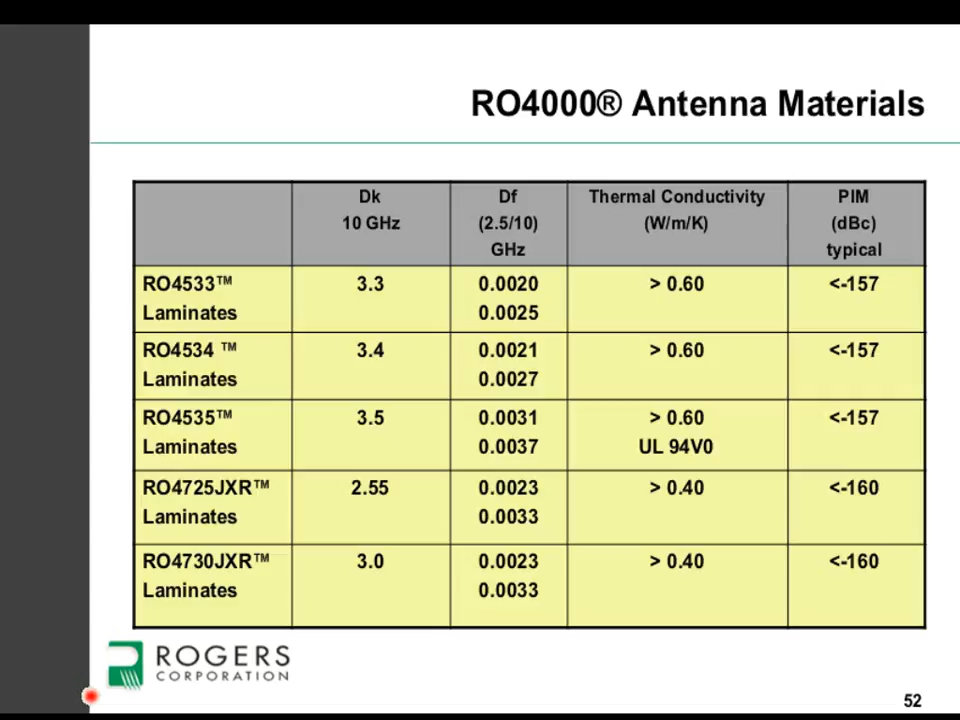 RO4000® Antenna Materials
Dk
10 GHz
Df
(2.5/10)
GHz
Thermal Conductivity
(W/m/K)
PIM
(dBc)
typical
RO4533™
Laminates
3.3
0.0020
0.0025
> 0.60
<-157
RO4534 ™
Laminates
3.4
0.0021
0.0027
> 0.60
<-157
RO4535™
Laminates
3.5
0.0031
0.0037
> 0.60
UL 94V0
<-157
RO4725JXR™
Laminates
2.55
0.0023
0.0033
> 0.40
<-160
RO4730JXR™
Laminates
3.0
0.0023
0.0033
> 0.40
<-160
ROGERS
CORPORATION
52